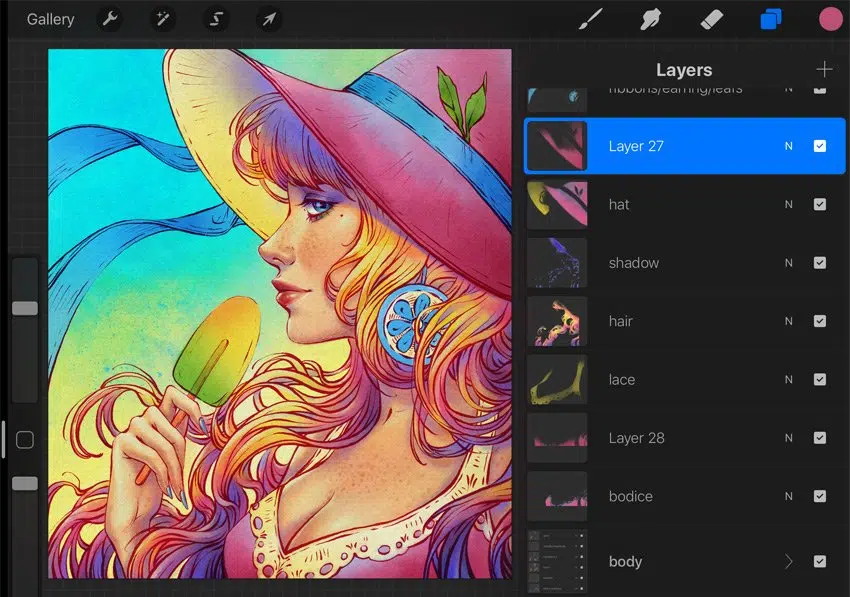 Gallery
Layers
ribbons/earring/leafs N
Layer 27 N
hat N
shadow N
hair N
lace N
Layer 28 N
bodice N
body